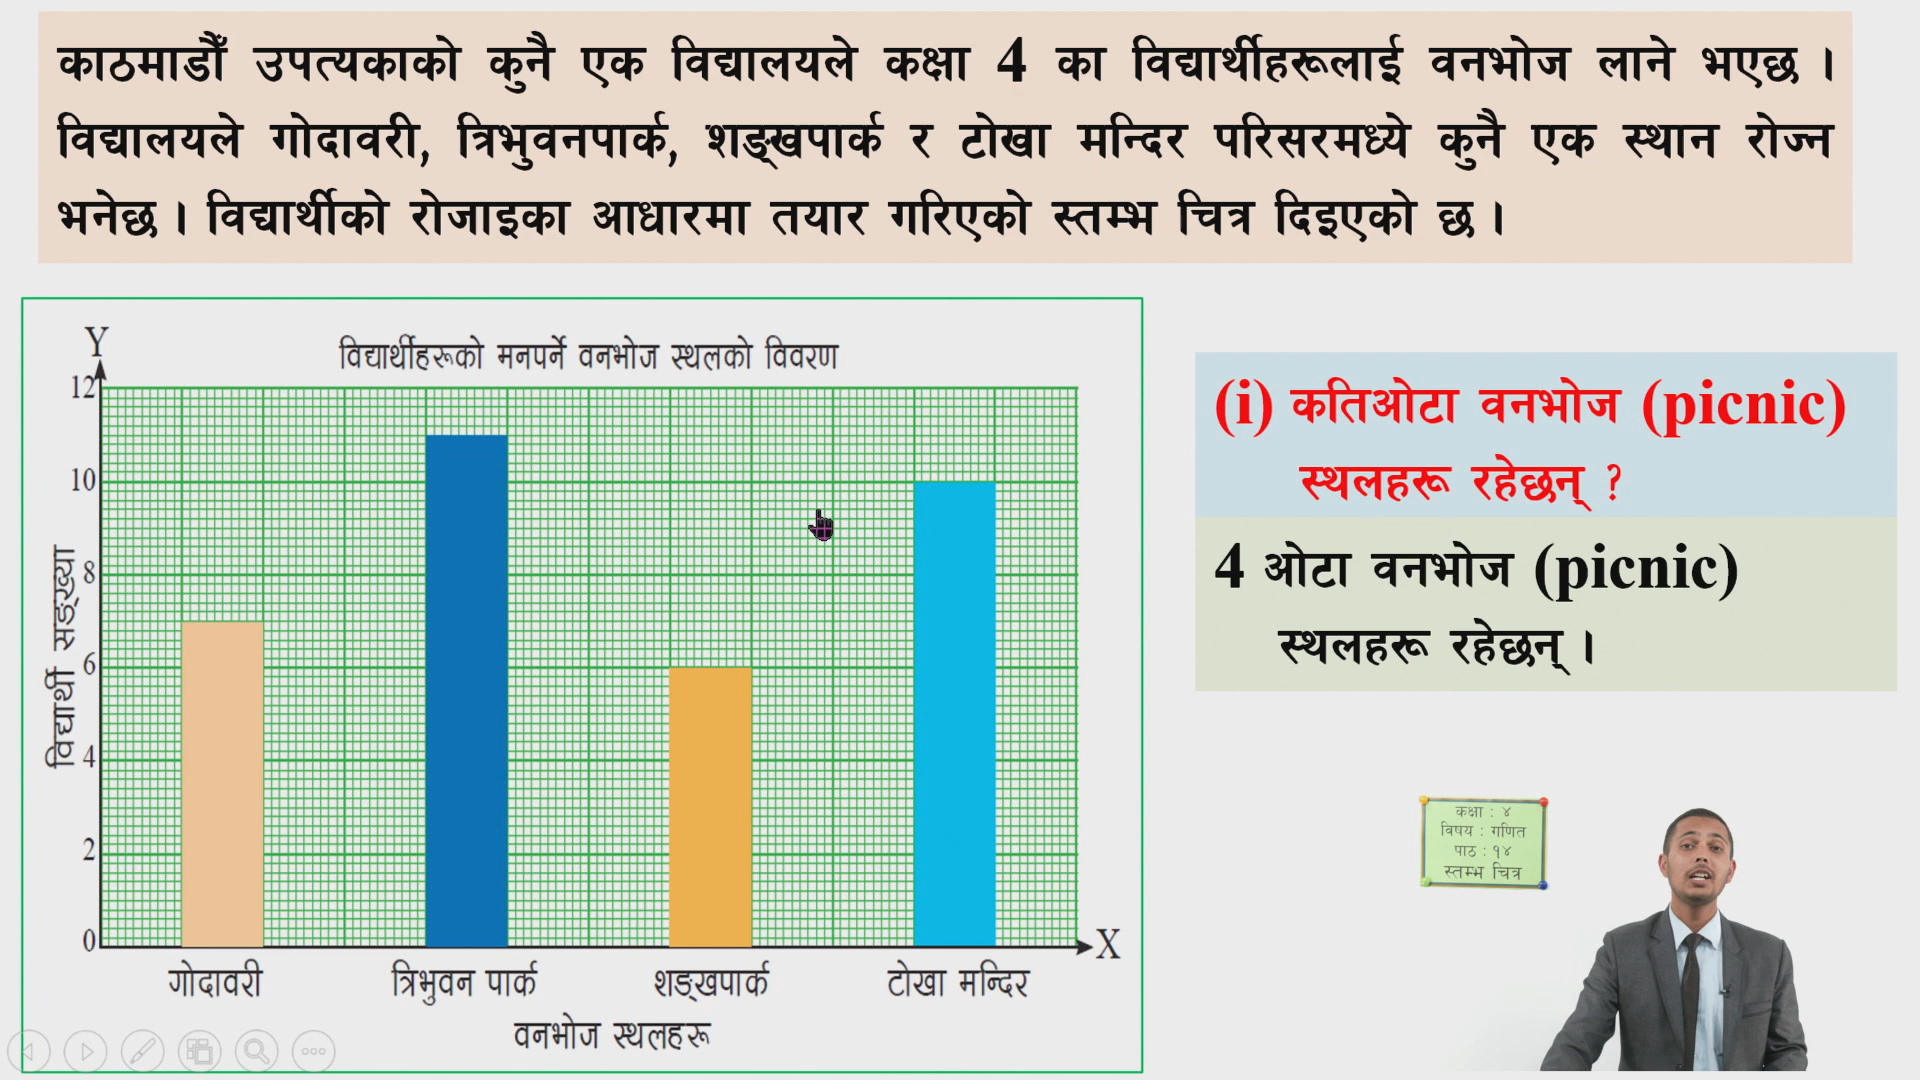 काठमाडौँ उपत्यकाको कुनै एक विद्यालयले कक्षा 4 का विद्यार्थीहरूलाई वनभोज लाने भएछ ।
विद्यालयले गोदावरी, त्रिभुवनपार्क, शङ्खपार्क र टोखा मन्दिर परिसरमध्ये कुनै एक स्थान रोज्न
भनेछ । विद्यार्थीको रोजाइका आधारमा तयार गरिएको स्तम्भ चित्र दिइएको छ ।
Y
विद्यार्थीहरूको मनपर्ने वनभोज स्थलको विवरण
12
10
8
6
4
2
0
विद्यार्थी सङ्ख्या
X
गोदावरी त्रिभुवन पार्क शङ्खपार्क टोखा मन्दिर
वनभोज स्थलहरू
(i) कतिओटा वनभोज (picnic)
स्थलहरू रहेछन् ?
4 ओटा वनभोज (picnic)
स्थलहरू रहेछन् ।
कक्षा : ४
विषय : गणित
पाठ : १४
स्तम्भ चित्र